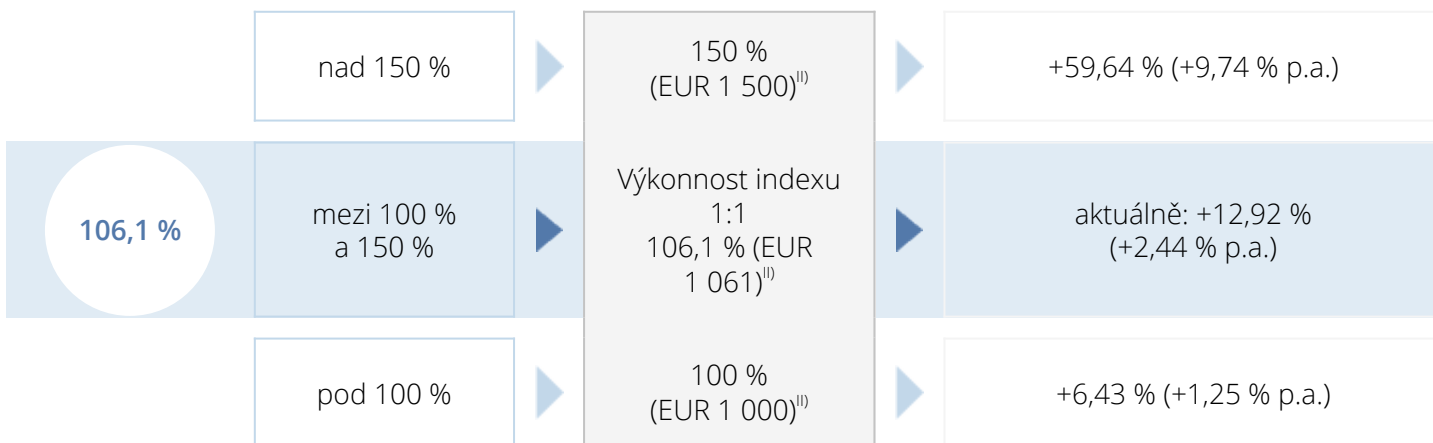 nad 150 %
150 %
(EUR 1 500)II)
+59,64 % (+9,74 % p.a.)
106,1 %
mezi 100 %
a 150 %
Výkonnost indexu
1:1
106,1 % (EUR
1 061)II)
aktuálně: +12,92 %
(+2,44 % p.a.)
pod 100 %
100 %
(EUR 1 000)II)
+6,43 % (+1,25 % p.a.)